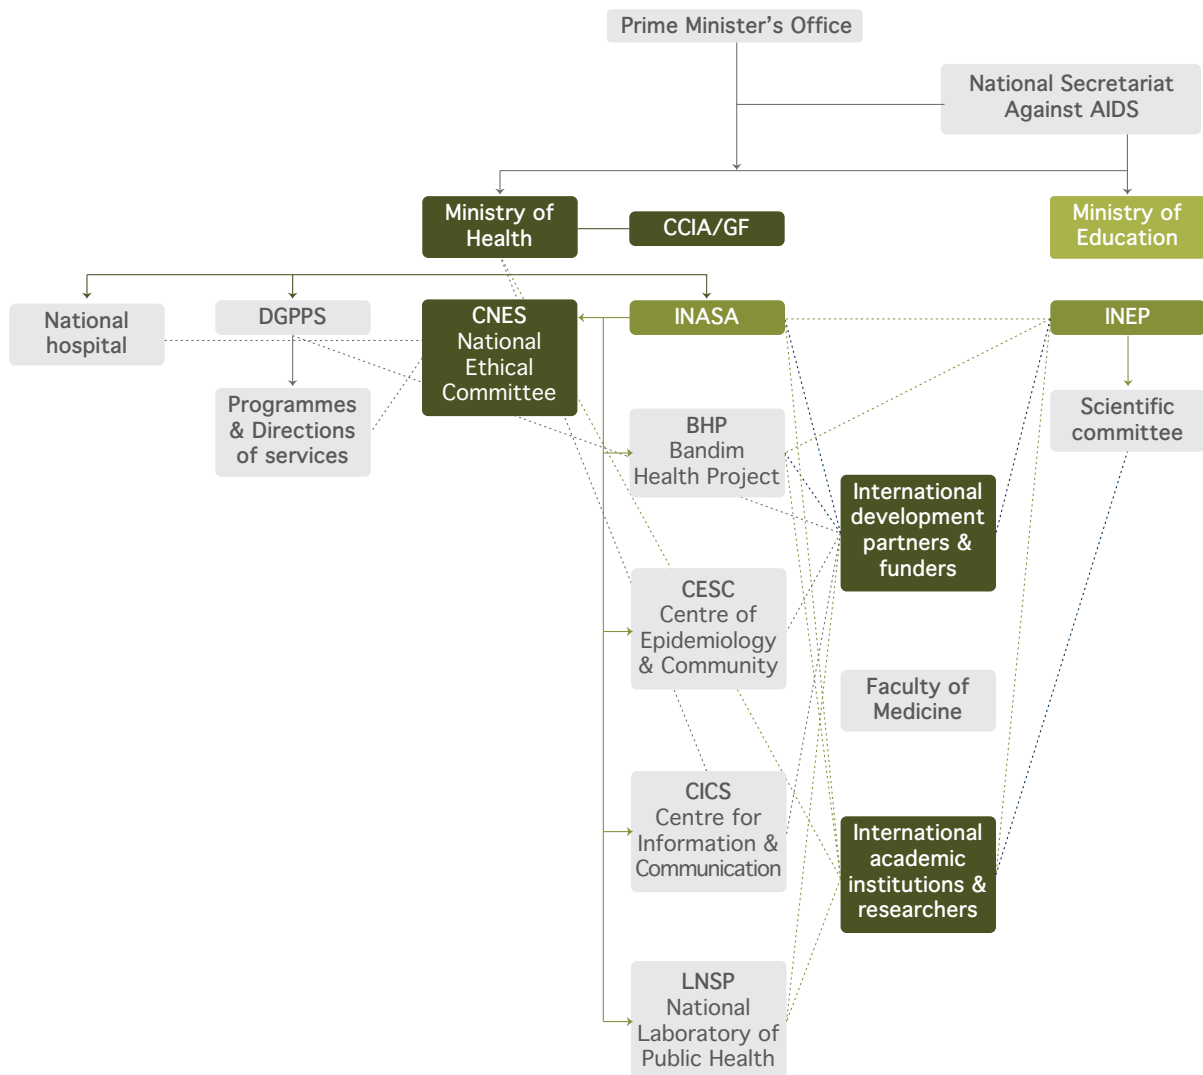 Prime Minister’s Office
National Secretariat
Against AIDS
Ministry of
Health
CCIA/GF
Ministry of
Education
National
hospital
DGPPS
CNES
National
Ethical
Committee
INASA
INEP
Programmes
& Directions
of services
BHP
Bandim
Health Project
Scientific
committee
International
development
partners &
funders
CESC
Centre of
Epidemiology
& Community
Faculty of
Medicine
CICS
Centre for
Information &
Communication
International
academic
institutions &
researchers
LNSP
National
Laboratory of
Public Health